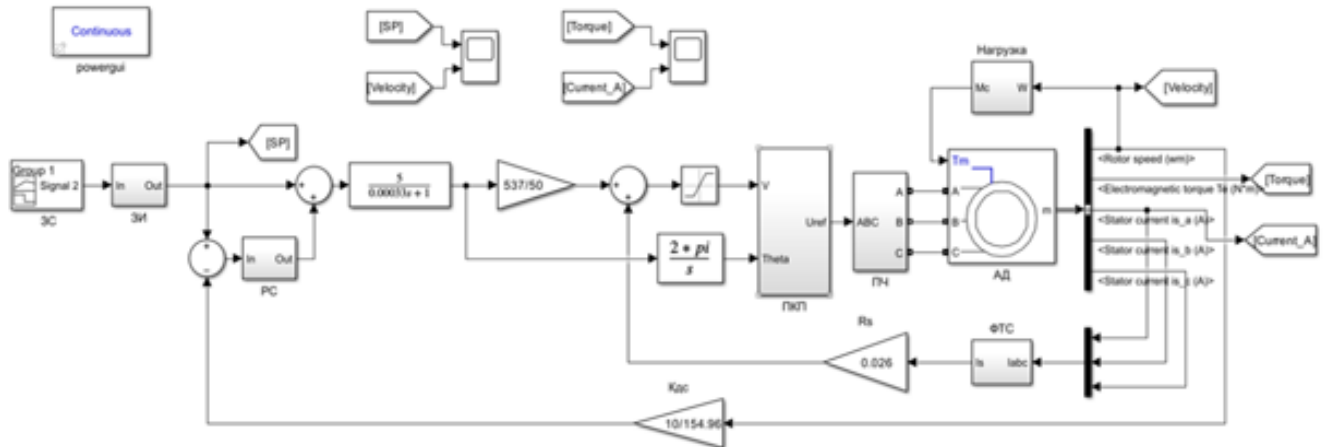 Continuous
powergui
[SP]
[Velocity]
[Torque]
[Current_A]
Нагрузка
Mc
W
[Velocity]
[SP]
Group 1
Signal 2
ЗС
In
Out
ЗИ
+
+
5
0.00033s + 1
537/50
+
+
V
Theta
Uref
ПКП
ABC
A
B
C
ПЧ
Tm
A
B
C
m
АД
<Rotor speed (wm)>
<Electromagnetic torque Te (N*m)>
[Torque]
<Stator current is_a (A)>
[Current_A]
<Stator current is_b (A)>
<Stator current is_c (A)>
+
−
In
Out
РС
2 * pi
s
Rs
0.026
ФТС
Is
Iabc
Kдс
10/154.96